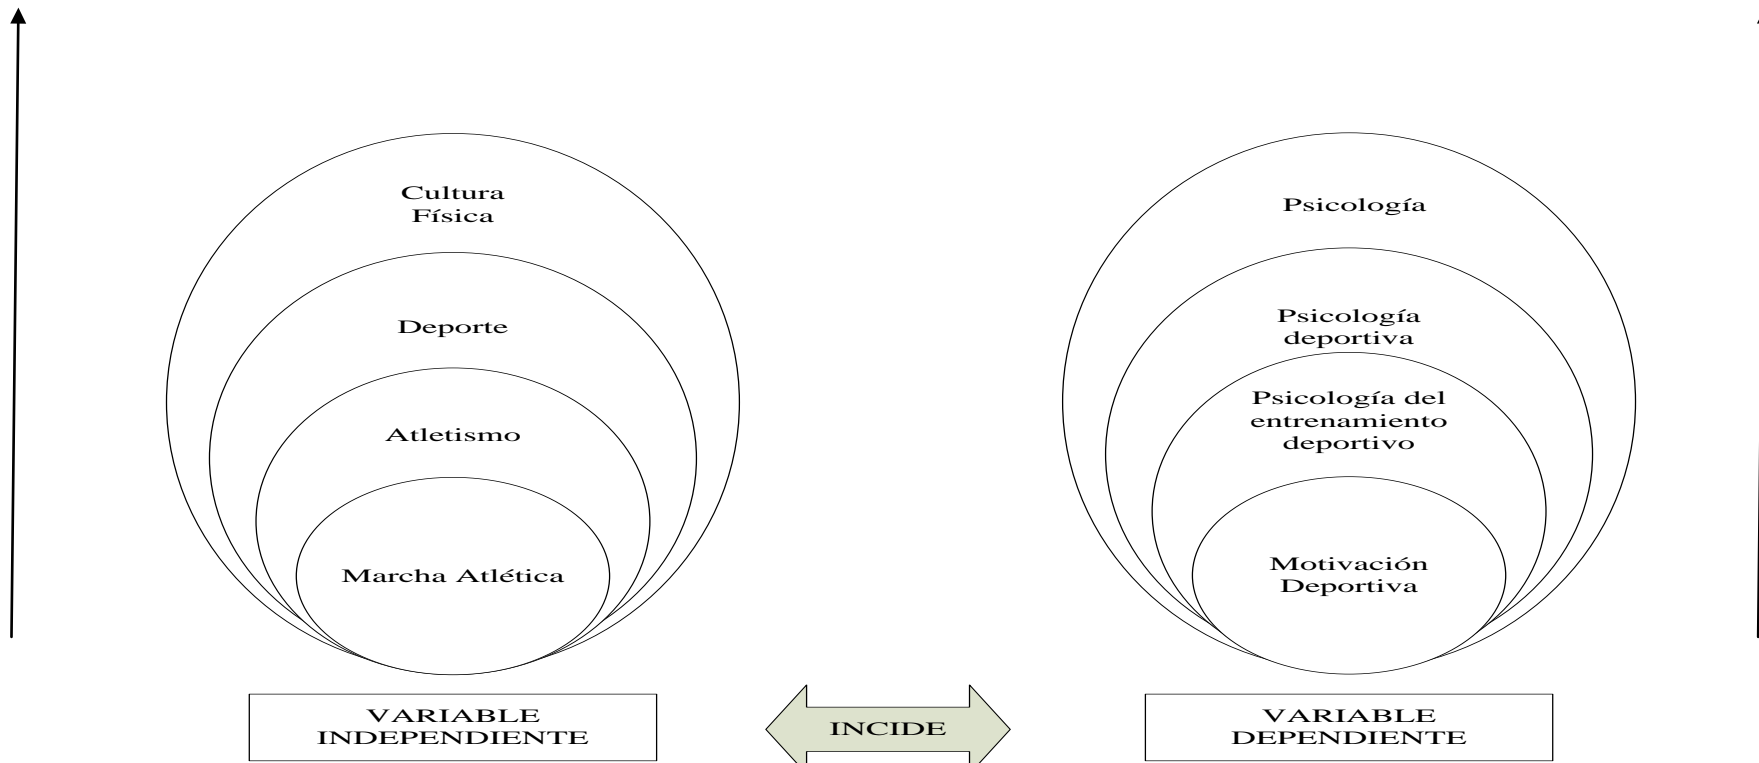 Cultura
Física
Deporte
Atletismo
Marcha Atlética
VARIABLE
INDEPENDIENTE
INCIDE
Psicología
Psicología
deportiva
Psicología del
entrenamiento
deportivo
Motivación
Deportiva
VARIABLE
DEPENDIENTE